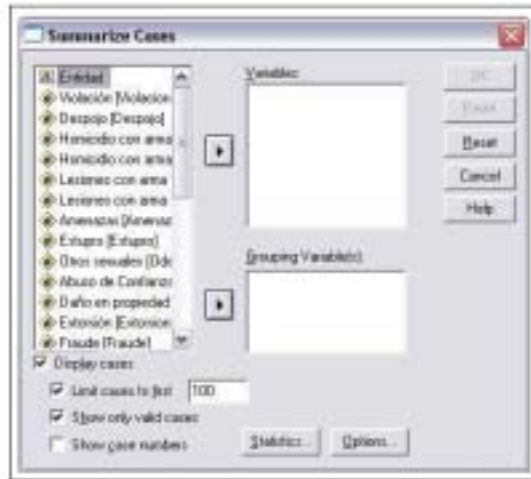 Summarize Cases
Entidad
Violación [Violacion
Despojo [Despojo]
Homicidio con arma
Homicidio con arma
Lesiones con arma
Lesiones con arma
Amenazas [Amenaz
Estupro [Estupro]
Otros sexuales [Ode
Abuso de Confianz
Daño en propiedad
Extorsión [Extorsion
Fraude [Fraude]
Variables:
Grouping Variable(s):
OK
Paste
Reset
Cancel
Help
Display cases
Limit cases to first 100
Show only valid cases
Show case numbers
Statistics...
Options...